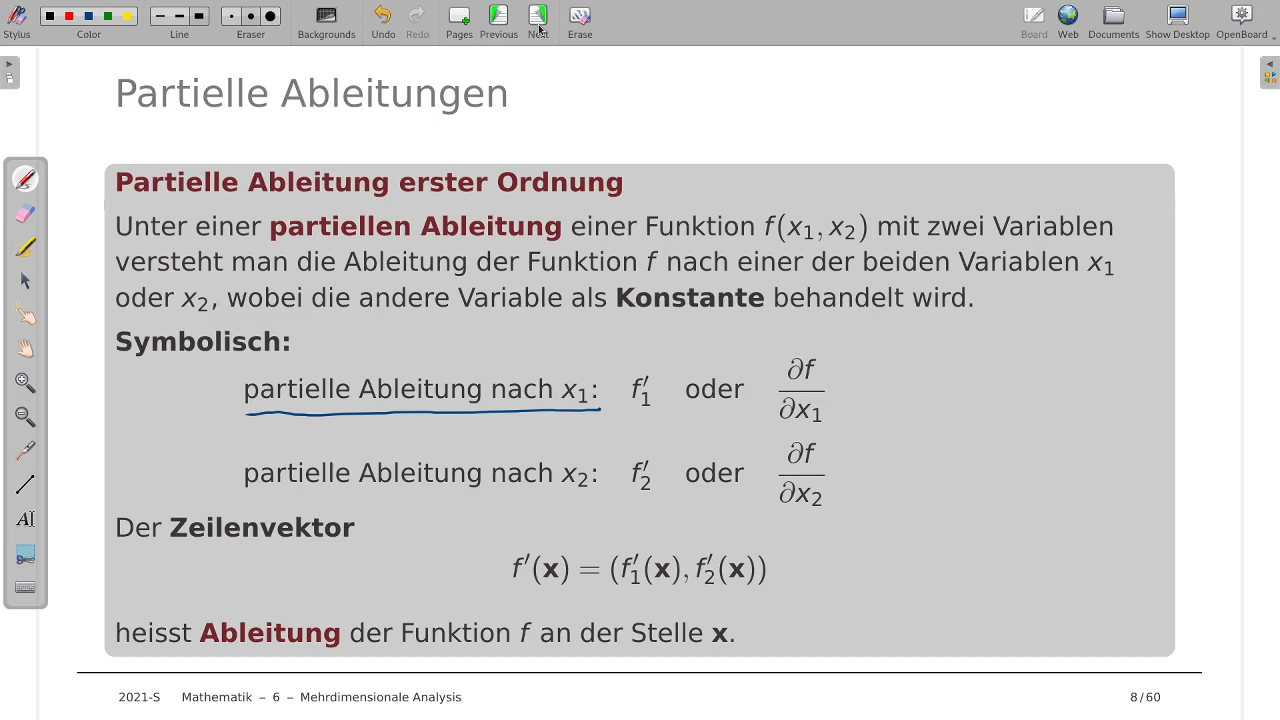 Stylus Color Line Eraser Backgrounds Undo Redo Pages Previous Next Erase Board Web Documents Show Desktop OpenBoard
Partielle Ableitungen
Partielle Ableitung erster Ordnung
Unter einer partiellen Ableitung einer Funktion f(x₁, x₂) mit zwei Variablen
versteht man die Ableitung der Funktion f nach einer der beiden Variablen x₁
oder x₂, wobei die andere Variable als Konstante behandelt wird.
Symbolisch:
partielle Ableitung nach x₁: f′₁ oder ∂f/∂x₁
partielle Ableitung nach x₂: f′₂ oder ∂f/∂x₂
Der Zeilenvektor
f′(x) = (f′₁(x), f′₂(x))
heisst Ableitung der Funktion f an der Stelle x.
2021-S Mathematik – 6 – Mehrdimensionale Analysis 8 / 60